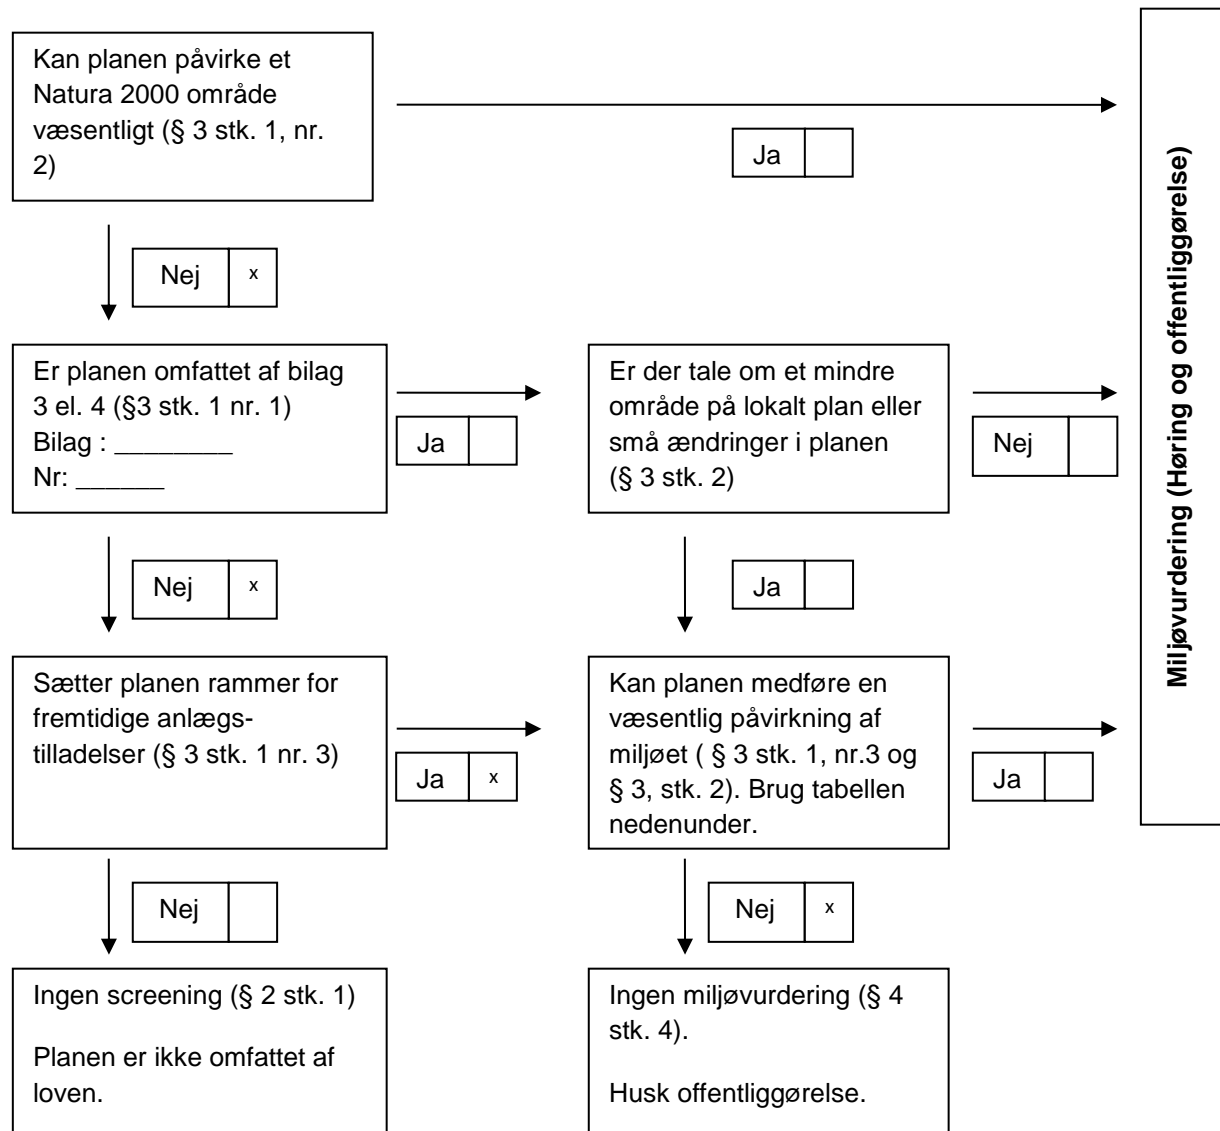 Kan planen påvirke et
Natura 2000 område
væsentligt (§ 3 stk. 1, nr.
2)
Ja
Nej x
Er planen omfattet af bilag
3 el. 4 (§3 stk. 1 nr. 1)
Bilag : ________
Nr: ______
Ja
Er der tale om et mindre
område på lokalt plan eller
små ændringer i planen
(§ 3 stk. 2)
Nej
Nej x
Ja
Sætter planen rammer for
fremtidige anlægs-
tilladelser (§ 3 stk. 1 nr. 3)
Ja x
Kan planen medføre en
væsentlig påvirkning af
miljøet ( § 3 stk. 1, nr.3 og
§ 3, stk. 2). Brug tabellen
nedenunder.
Ja
Nej
Nej x
Ingen screening (§ 2 stk. 1)
Planen er ikke omfattet af
loven.
Ingen miljøvurdering (§ 4
stk. 4).
Husk offentliggørelse.
Miljøvurdering (Høring og offentliggørelse)